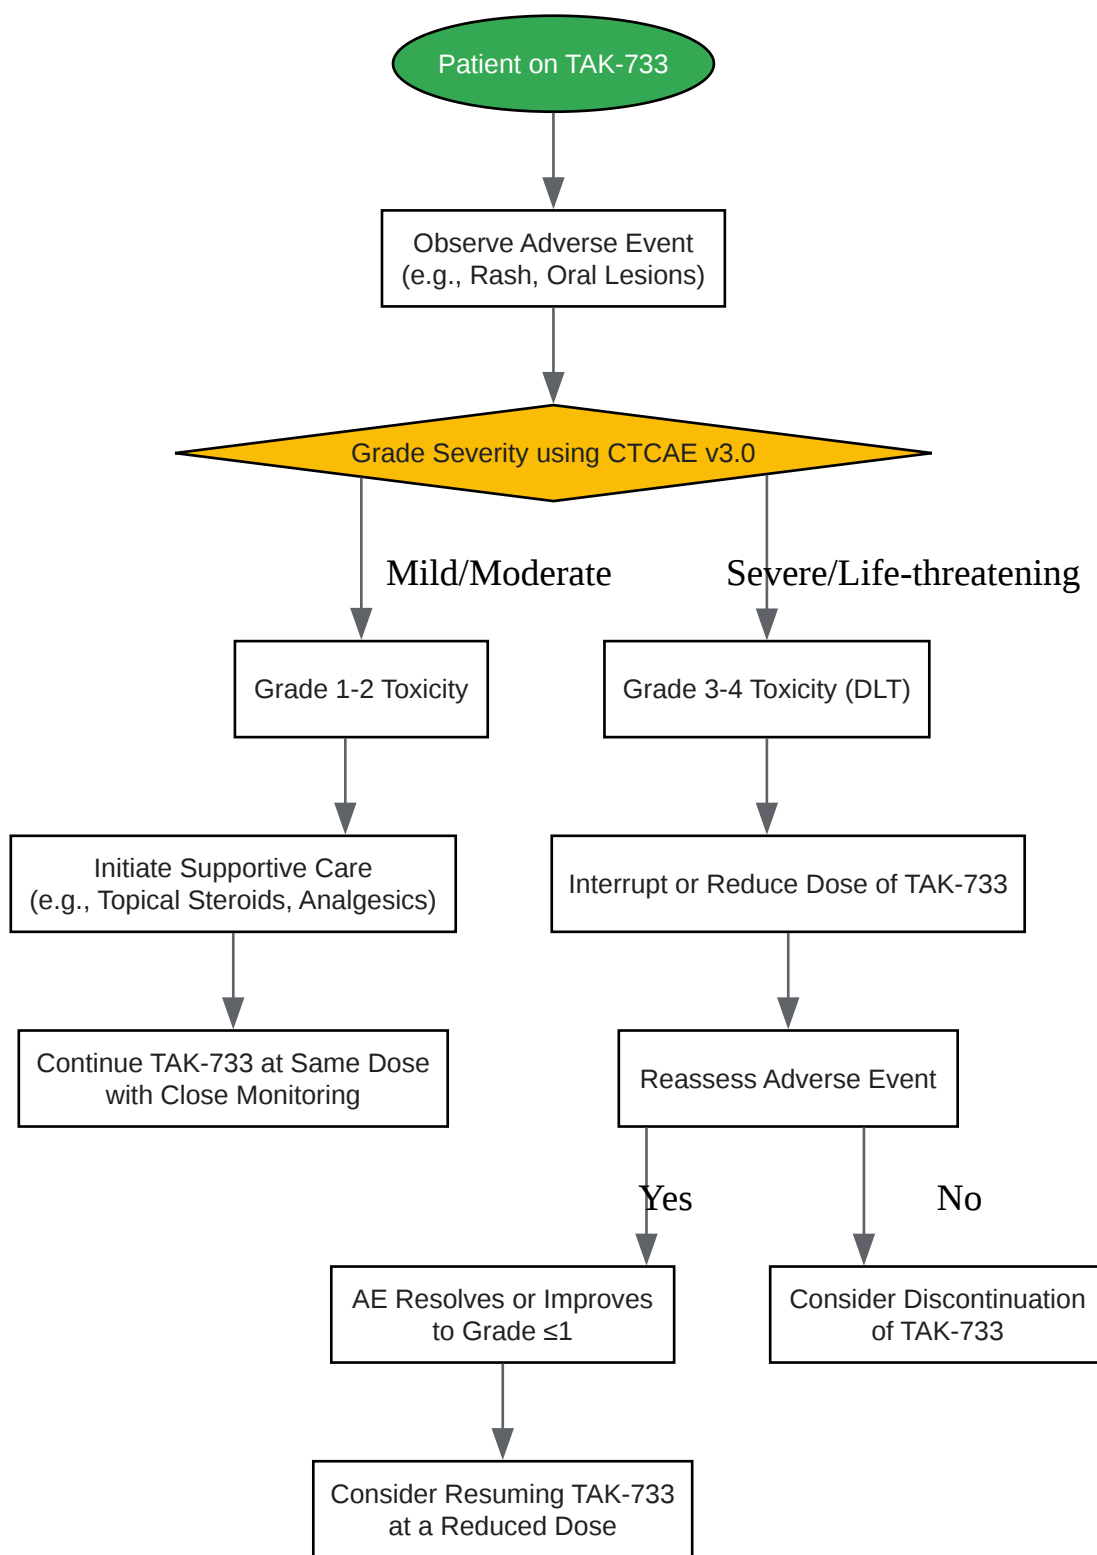 Patient on TAK-733
Observe Adverse Event
(e.g., Rash, Oral Lesions)
Grade Severity using CTCAE v3.0
Mild/Moderate
Severe/Life-threatening
Grade 1-2 Toxicity
Grade 3-4 Toxicity (DLT)
Initiate Supportive Care
(e.g., Topical Steroids, Analgesics)
Interrupt or Reduce Dose of TAK-733
Continue TAK-733 at Same Dose
with Close Monitoring
Reassess Adverse Event
Yes
No
AE Resolves or Improves
to Grade ≤1
Consider Discontinuation
of TAK-733
Consider Resuming TAK-733
at a Reduced Dose